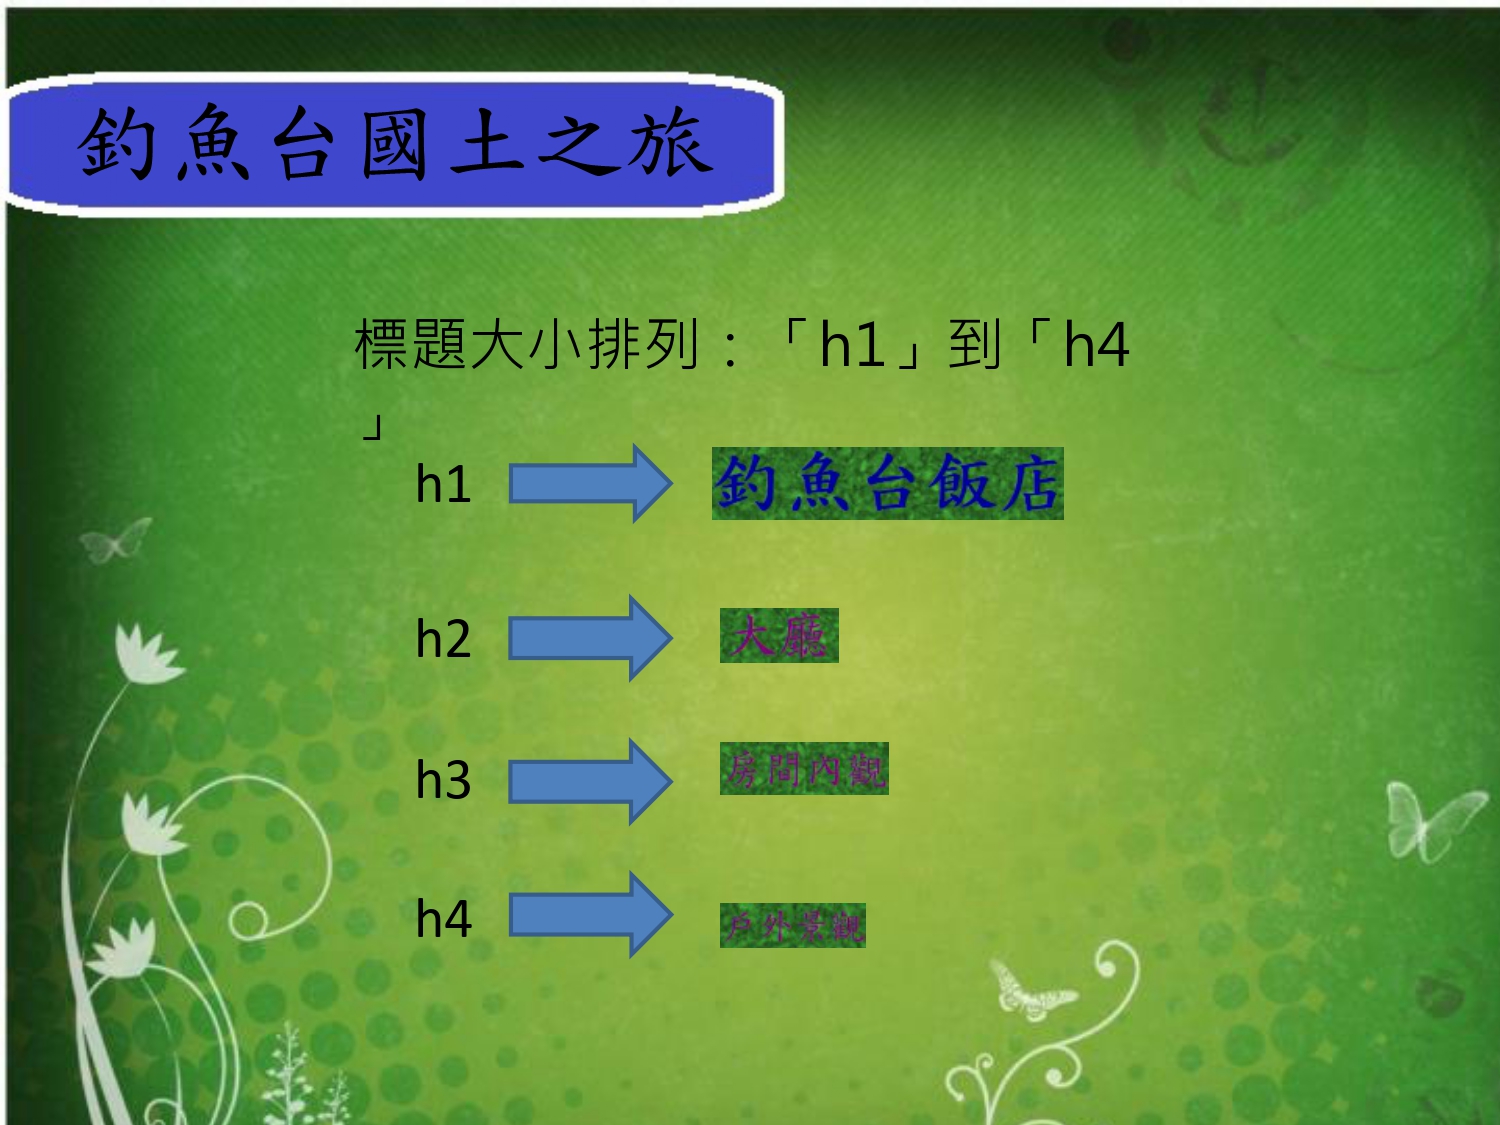 釣魚台國土之旅
標題大小排列：「h1」到「h4
」
h1 釣魚台飯店
h2 大廳
h3 房間內觀
h4 戶外景觀